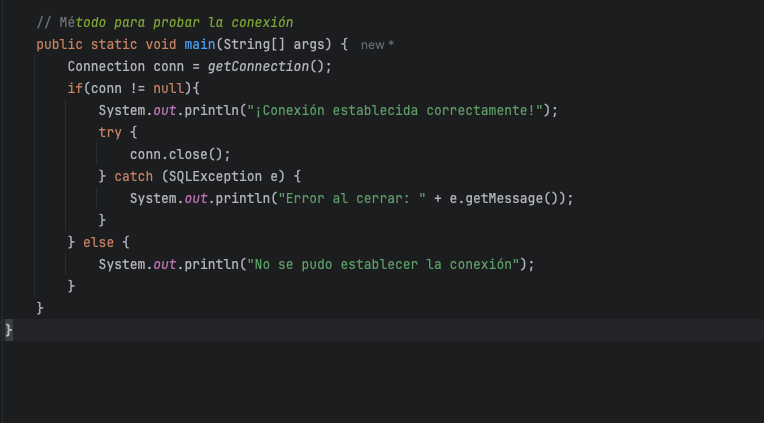 // Método para probar la conexión
public static void main(String[] args) { new *
Connection conn = getConnection();
if(conn != null){
System.out.println("¡Conexión establecida correctamente!");
try {
conn.close();
} catch (SQLException e) {
System.out.println("Error al cerrar: " + e.getMessage());
}
} else {
System.out.println("No se pudo establecer la conexión");
}
}
}